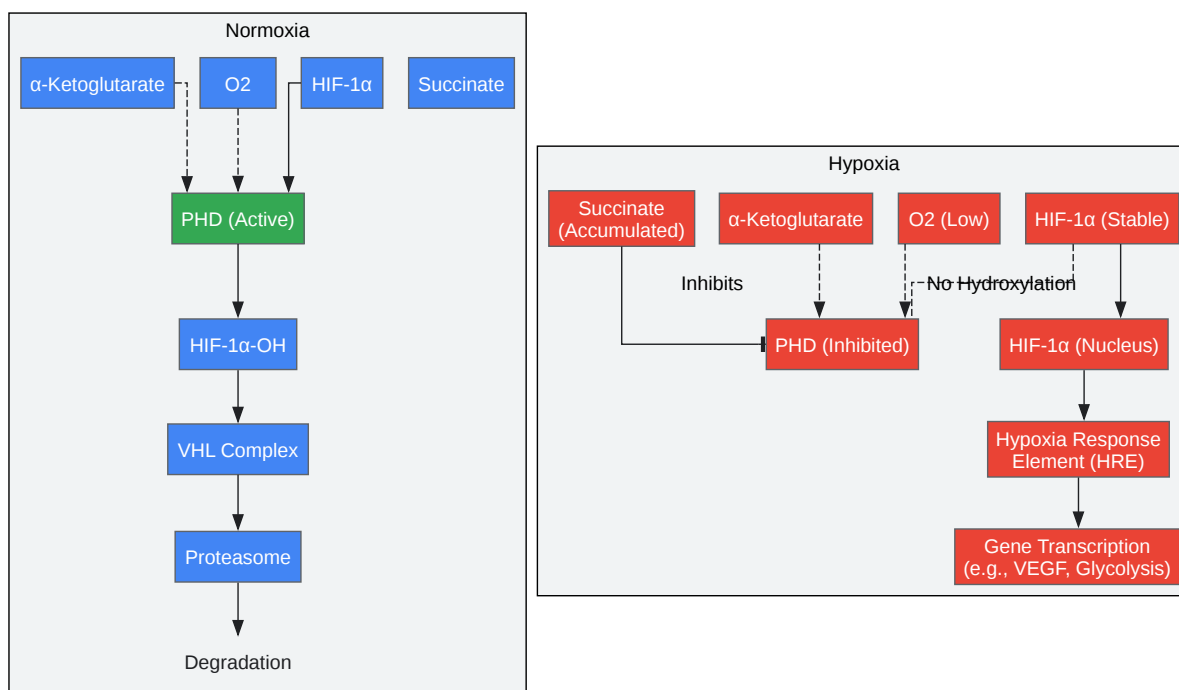 Normoxia
α-Ketoglutarate
O2
HIF-1α
Succinate
PHD (Active)
HIF-1α-OH
VHL Complex
Proteasome
Degradation
Hypoxia
Succinate
(Accumulated)
α-Ketoglutarate
O2 (Low)
HIF-1α (Stable)
Inhibits
No Hydroxylation
PHD (Inhibited)
HIF-1α (Nucleus)
Hypoxia Response
Element (HRE)
Gene Transcription
(e.g., VEGF, Glycolysis)